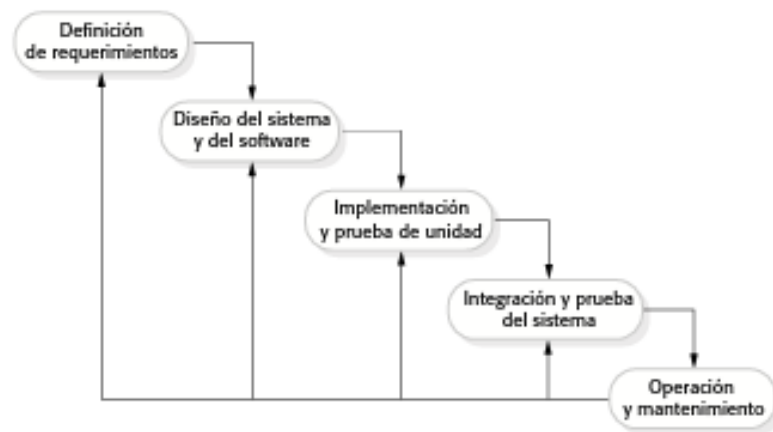 Definición
de requerimientos
Diseño del sistema
y del software
Implementación
y prueba de unidad
Integración y prueba
del sistema
Operación
y mantenimiento